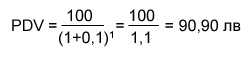 PDV = 100/(1+0,1)¹ = 100/1,1 = 90,90 лв